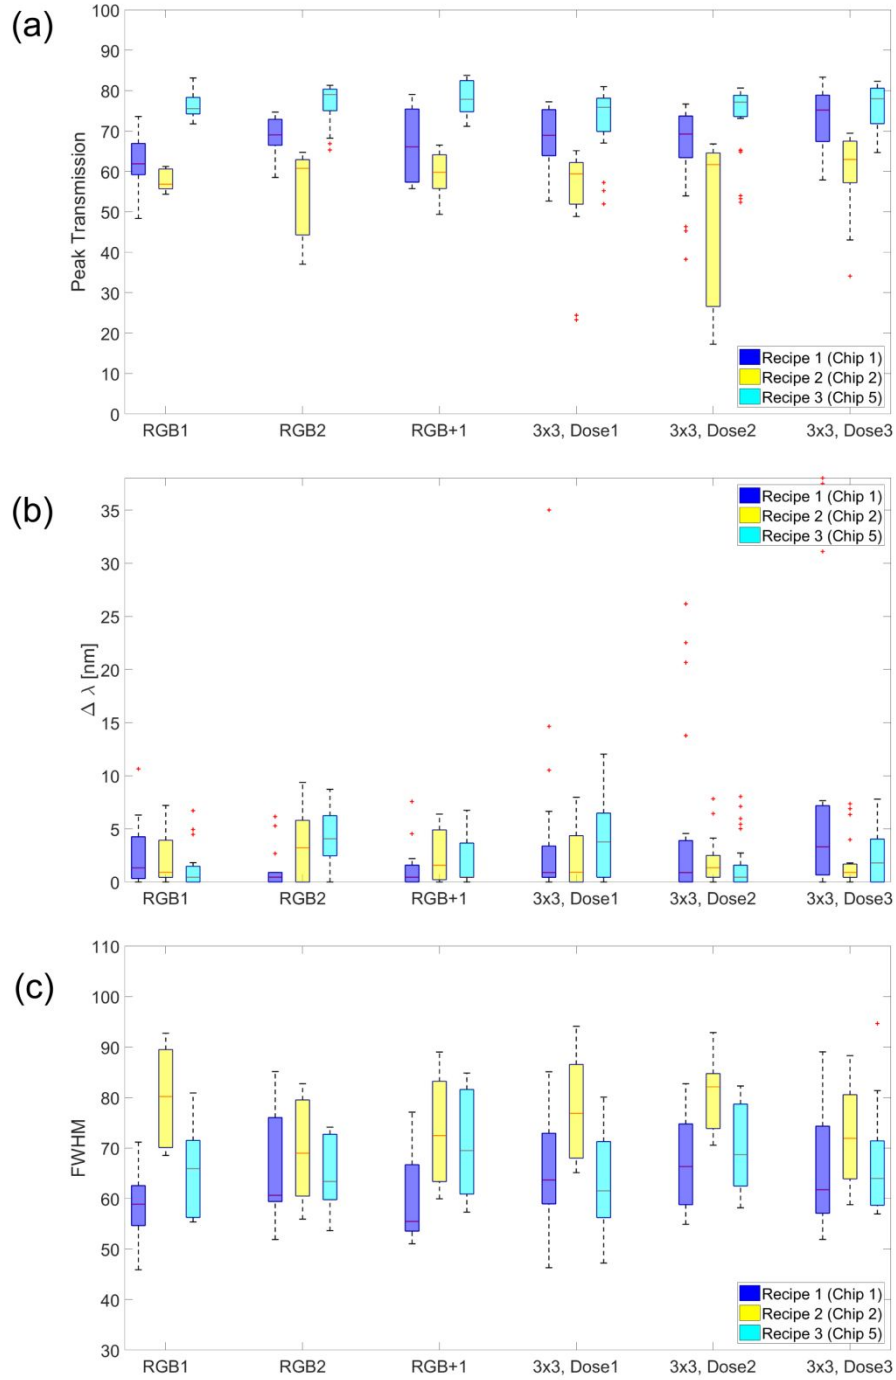 (a)
100
90
80
70
60
50
40
30
20
10
0
Peak Transmission
Recipe 1 (Chip 1)
Recipe 2 (Chip 2)
Recipe 3 (Chip 5)
RGB1 RGB2 RGB+1 3x3, Dose1 3x3, Dose2 3x3, Dose3
(b)
35
30
25
20
15
10
5
0
Δ λ [nm]
Recipe 1 (Chip 1)
Recipe 2 (Chip 2)
Recipe 3 (Chip 5)
RGB1 RGB2 RGB+1 3x3, Dose1 3x3, Dose2 3x3, Dose3
(c)
110
100
90
80
70
60
50
40
30
FWHM
Recipe 1 (Chip 1)
Recipe 2 (Chip 2)
Recipe 3 (Chip 5)
RGB1 RGB2 RGB+1 3x3, Dose1 3x3, Dose2 3x3, Dose3